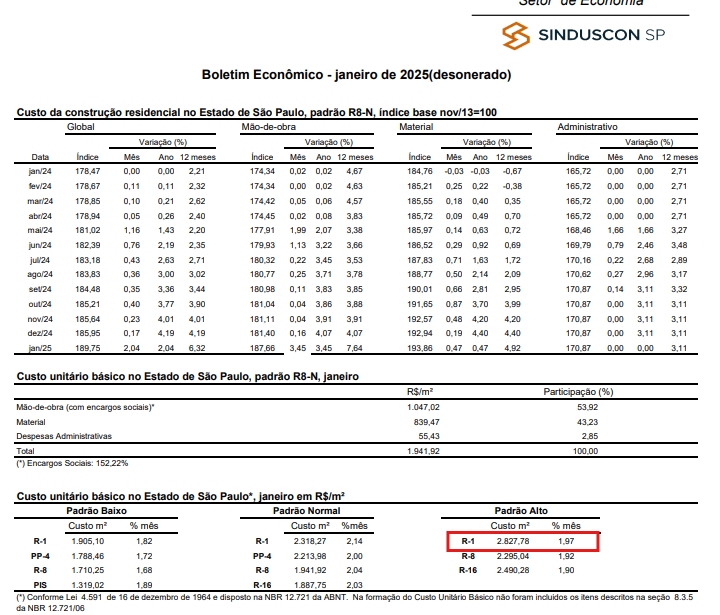 Setor de Economia
SINDUSCON SP
Boletim Econômico - janeiro de 2025(desonerado)
Custo da construção residencial no Estado de São Paulo, padrão R8-N, índice base nov/13=100
Global Mão-de-obra Material Administrativo
Variação (%) Variação (%) Variação (%) Variação (%)
Data Índice Mês Ano 12 meses Índice Mês Ano 12 meses Índice Mês Ano 12 meses Índice Mês Ano 12 meses
jan/24 178,47 0,00 0,00 2,21 174,34 0,02 0,02 4,67 184,76 -0,03 -0,03 -0,67 165,72 0,00 0,00 2,71
fev/24 178,67 0,11 0,11 2,32 174,34 0,00 0,02 4,63 185,21 0,25 0,22 -0,38 165,72 0,00 0,00 2,71
mar/24 178,85 0,10 0,21 2,62 174,42 0,05 0,06 4,57 185,55 0,18 0,40 0,35 165,72 0,00 0,00 2,71
abr/24 178,94 0,05 0,26 2,40 174,45 0,02 0,08 3,83 185,72 0,09 0,49 0,70 165,72 0,00 0,00 2,71
mai/24 181,02 1,16 1,43 2,20 177,91 1,99 2,07 3,38 185,97 0,14 0,63 0,72 168,46 1,66 1,66 3,27
jun/24 182,39 0,76 2,19 2,35 179,93 1,13 3,22 3,66 186,52 0,29 0,92 0,69 169,79 0,79 2,46 3,48
jul/24 183,18 0,43 2,63 2,71 180,32 0,22 3,45 3,53 187,83 0,71 1,63 1,72 170,16 0,22 2,68 2,89
ago/24 183,83 0,36 3,00 3,02 180,77 0,25 3,71 3,78 188,77 0,50 2,14 2,09 170,62 0,27 2,96 3,17
set/24 184,48 0,35 3,36 3,44 180,98 0,11 3,83 3,85 190,01 0,66 2,81 2,95 170,87 0,14 3,11 3,32
out/24 185,21 0,40 3,77 3,90 181,04 0,04 3,86 3,88 191,65 0,87 3,70 3,99 170,87 0,00 3,11 3,11
nov/24 185,64 0,23 4,01 4,01 181,11 0,04 3,91 3,91 192,57 0,48 4,20 4,20 170,87 0,00 3,11 3,11
dez/24 185,95 0,17 4,19 4,19 181,40 0,16 4,07 4,07 192,94 0,19 4,40 4,40 170,87 0,00 3,11 3,11
jan/25 189,75 2,04 2,04 6,32 187,66 3,45 3,45 7,64 193,86 0,47 0,47 4,92 170,87 0,00 0,00 3,11
Custo unitário básico no Estado de São Paulo, padrão R8-N, janeiro
R$/m² Participação (%)
Mão-de-obra (com encargos sociais)* 1.047,02 53,92
Material 839,47 43,23
Despesas Administrativas 55,43 2,85
Total 1.941,92 100,00
(*) Encargos Sociais: 152,22%
Custo unitário básico no Estado de São Paulo*, janeiro em R$/m²
Padrão Baixo Padrão Normal Padrão Alto
Custo m² % mês Custo m² %mês Custo m² % mês
R-1 1.905,10 1,82 R-1 2.318,27 2,14 R-1 2.827,78 1,97
PP-4 1.788,46 1,72 PP-4 2.213,98 2,00 R-8 2.295,04 1,92
R-8 1.710,25 1,68 R-8 1.941,92 2,04 R-16 2.490,28 1,90
PIS 1.319,02 1,89 R-16 1.887,75 2,03
(*) Conforme Lei 4.591 de 16 de dezembro de 1964 e disposto na NBR 12.721 da ABNT. Na formação do Custo Unitário Básico não foram incluídos os itens descritos na seção 8.3.5
da NBR 12.721/06